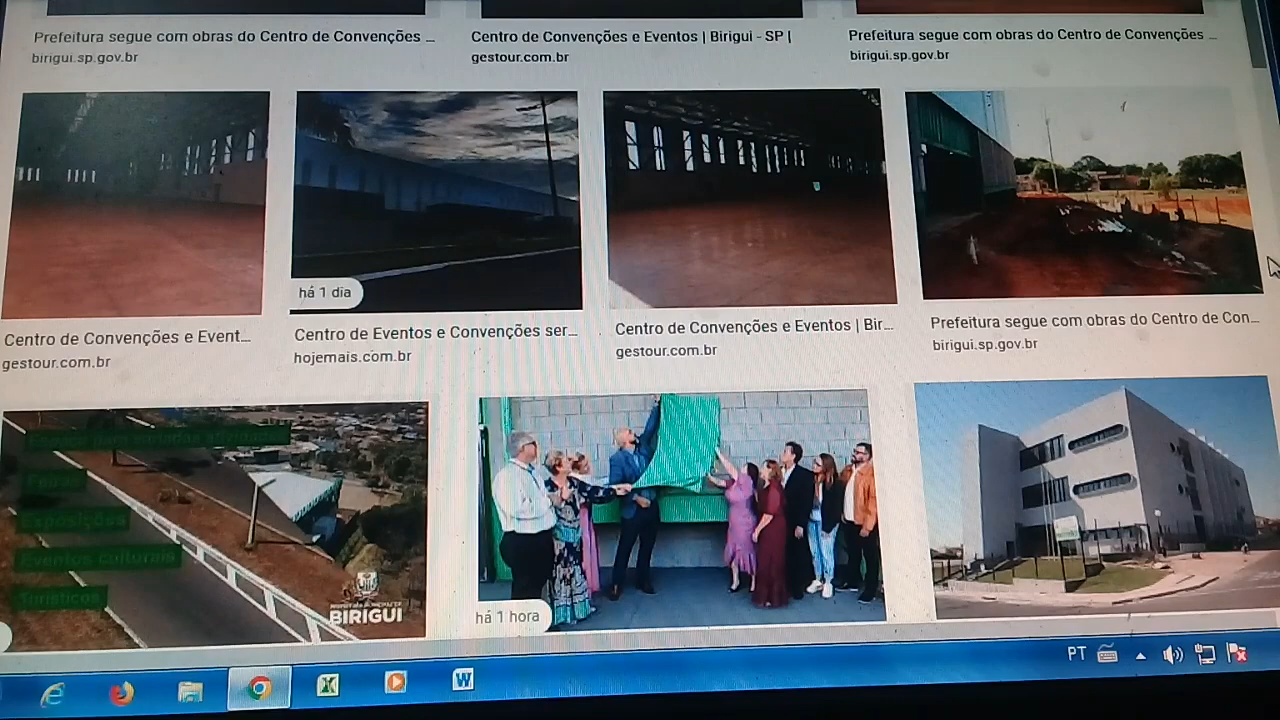 Prefeitura segue com obras do Centro de Convenções ...
birigui.sp.gov.br
Centro de Convenções e Eventos | Birigui - SP |
gestour.com.br
Prefeitura segue com obras do Centro de Convenções ...
birigui.sp.gov.br
há 1 dia
Centro de Convenções e Event...
gestour.com.br
Centro de Eventos e Convenções ser...
hojemais.com.br
Centro de Convenções e Eventos | Bir...
gestour.com.br
Prefeitura segue com obras do Centro de Con...
birigui.sp.gov.br
Exposições
Eventos culturais
Turísticos
BIRIGUI
há 1 hora
PT